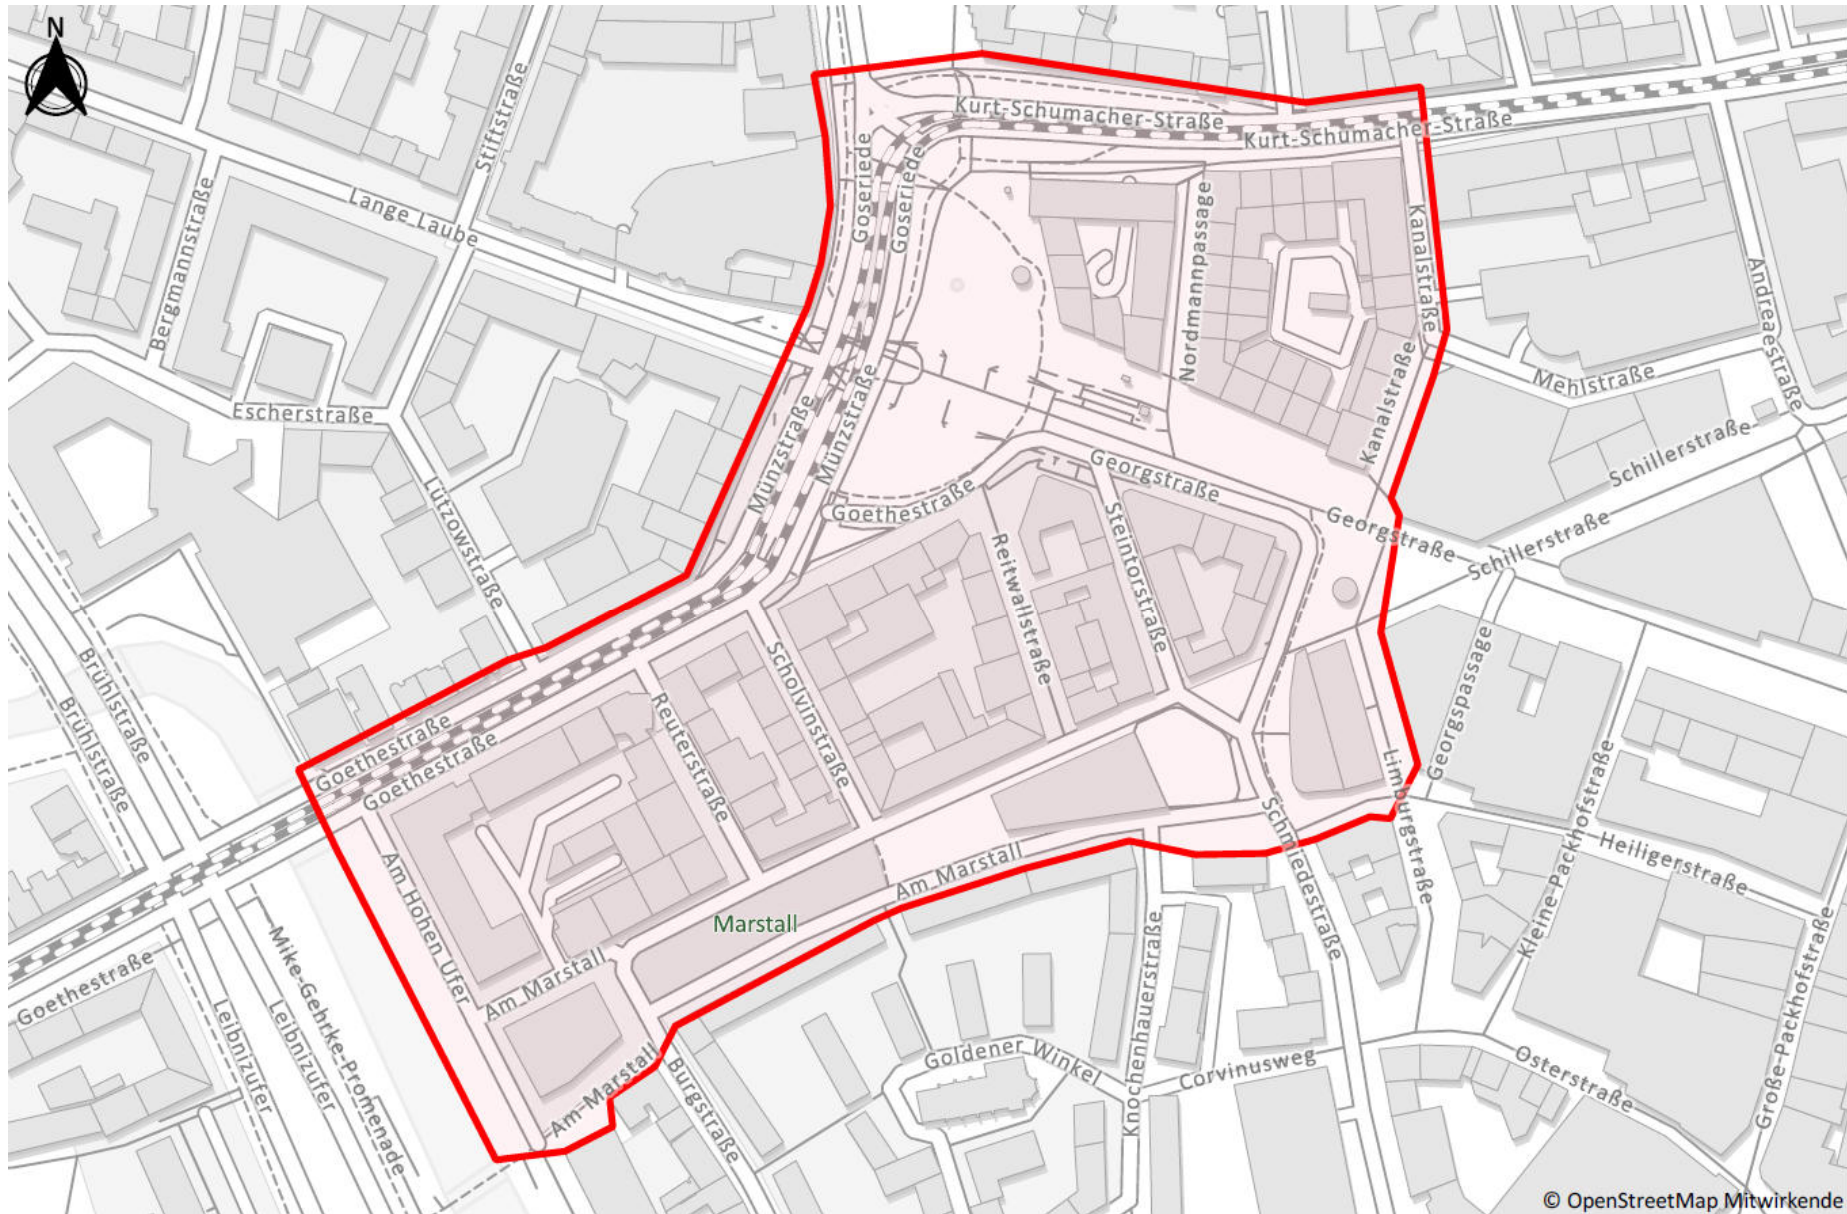 N
Stiftstraße
Kurt-Schumacher-Straße
Kurt-Schumacher-Straße
Goseriede
Goseriede
Lange Laube
Bergmannstraße
Nordmannpassage
Kanalstraße
Andreaestraße
Mehlstraße
Kanalstraße
Escherstraße
Münzstraße
Münzstraße
Georgstraße
Schillerstraße
Lützowstraße
Goethestraße
Steintorstraße
Georgstraße
Schillerstraße
Reitwallstraße
Georgspassage
Brühlstraße
Brühlstraße
Scholvinstraße
Reuterstraße
Goethestraße
Goethestraße
Limburgstraße
Kleine-Packhofstraße
Schmiedestraße
Heiligerstraße
Am Hohen Ufer
Am Marstall
Marstall
Große-Packhofstraße
Knochenhauerstraße
Mike-Gehrke-Promenade
Goethestraße
Am Marstall
Leibnizufer
Leibnizufer
Am-Marstall
Burgstraße
Goldener Winkel
Corvinusweg
Osterstraße
© OpenStreetMap Mitwirkende